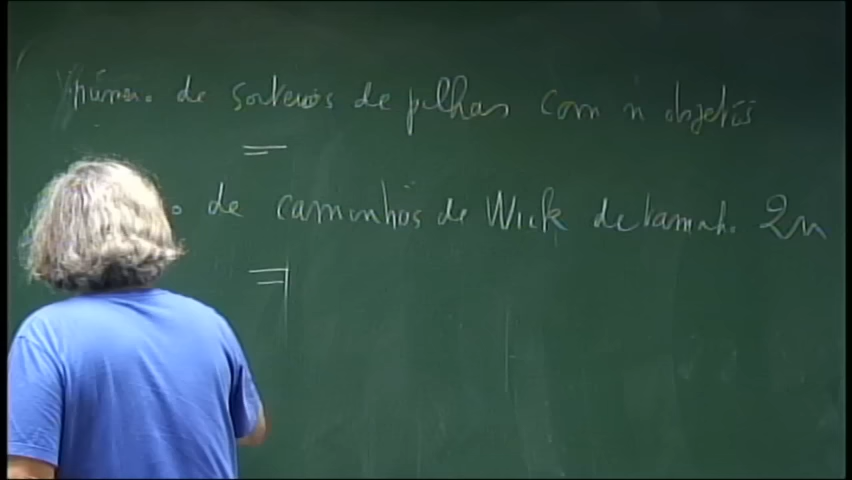 número de sorteios de pilhas com n objetos
=
de caminhos de Wick de tamanho 2n
=